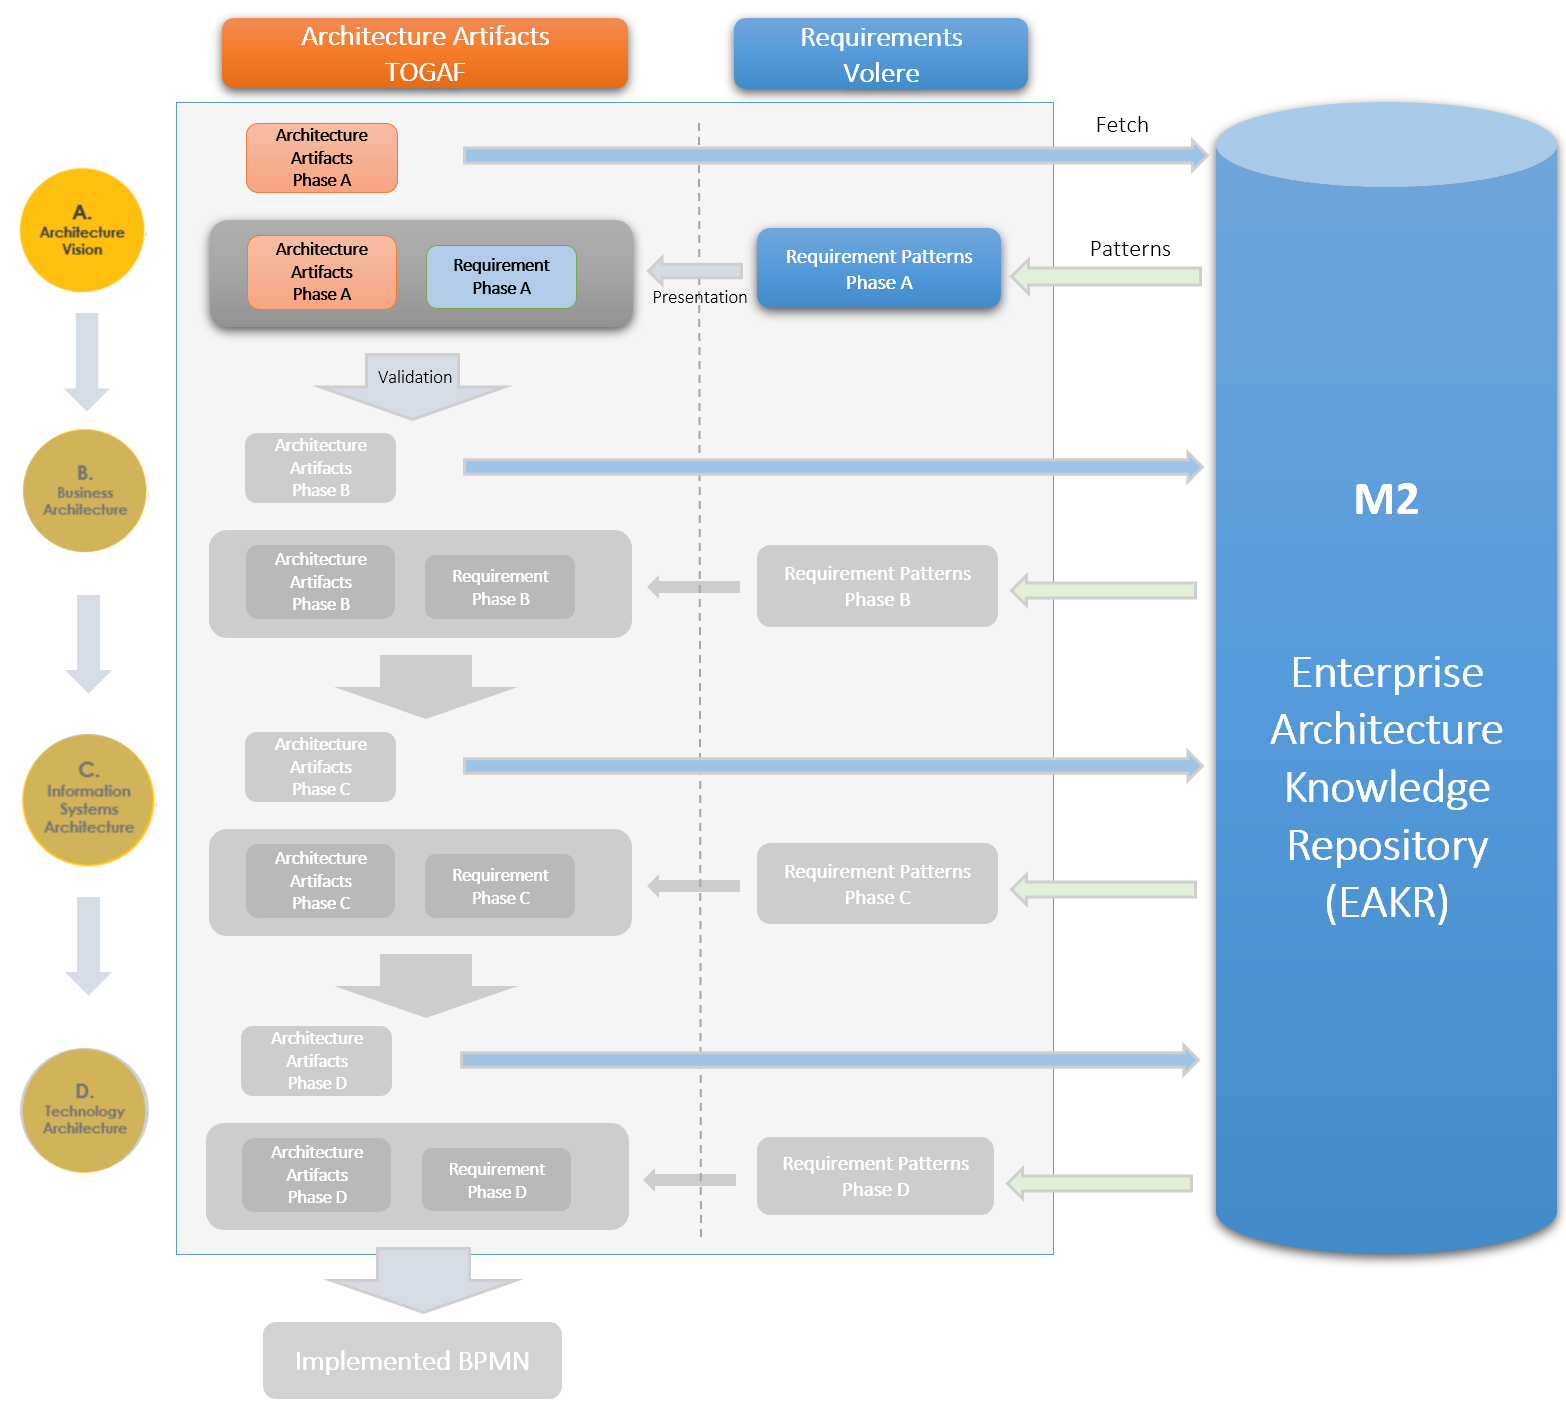 Architecture Artifacts
TOGAF
Requirements
Volere
Architecture
Artifacts
Phase A
Fetch
A.
Architecture
Vision
Architecture
Artifacts
Phase A
Requirement
Phase A
Presentation
Requirement Patterns
Phase A
Patterns
Validation
B.
Business
Architecture
Architecture
Artifacts
Phase B
Architecture
Artifacts
Phase B
Requirement
Phase B
Requirement Patterns
Phase B
C.
Information
Systems
Architecture
Architecture
Artifacts
Phase C
Architecture
Artifacts
Phase C
Requirement
Phase C
Requirement Patterns
Phase C
D.
Technology
Architecture
Architecture
Artifacts
Phase D
Architecture
Artifacts
Phase D
Requirement
Phase D
Requirement Patterns
Phase D
Implemented BPMN
M2
Enterprise
Architecture
Knowledge
Repository
(EAKR)